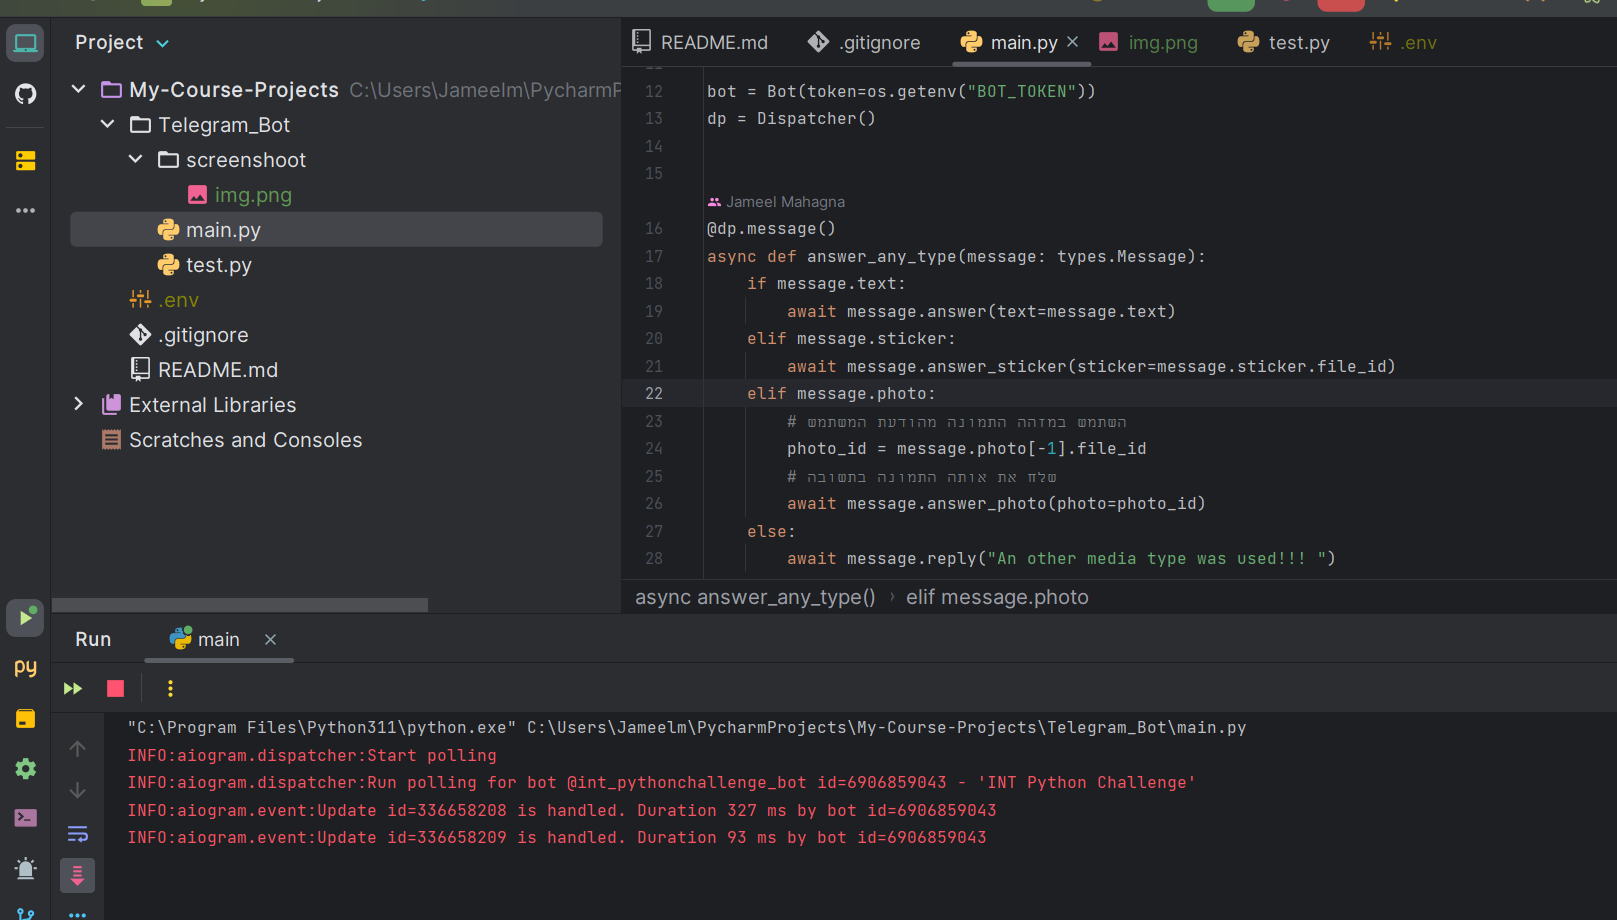 Project
README.md .gitignore main.py img.png test.py .env
My-Course-Projects C:\Users\Jameelm\PycharmP
Telegram_Bot
screenshoot
img.png
main.py
test.py
.env
.gitignore
README.md
External Libraries
Scratches and Consoles
12 bot = Bot(token=os.getenv("BOT_TOKEN"))
13 dp = Dispatcher()
14
15
Jameel Mahagna
16 @dp.message()
17 async def answer_any_type(message: types.Message):
18 if message.text:
19 await message.answer(text=message.text)
20 elif message.sticker:
21 await message.answer_sticker(sticker=message.sticker.file_id)
22 elif message.photo:
23 # השתמש במזהה התמונה מהודעת המשתמש
24 photo_id = message.photo[-1].file_id
25 # שלח את אותה התמונה בתשובה
26 await message.answer_photo(photo=photo_id)
27 else:
28 await message.reply("An other media type was used!!! ")
async answer_any_type() › elif message.photo
Run main
"C:\Program Files\Python311\python.exe" C:\Users\Jameelm\PycharmProjects\My-Course-Projects\Telegram_Bot\main.py
INFO:aiogram.dispatcher:Start polling
INFO:aiogram.dispatcher:Run polling for bot @int_pythonchallenge_bot id=6906859043 - 'INT Python Challenge'
INFO:aiogram.event:Update id=336658208 is handled. Duration 327 ms by bot id=6906859043
INFO:aiogram.event:Update id=336658209 is handled. Duration 93 ms by bot id=6906859043